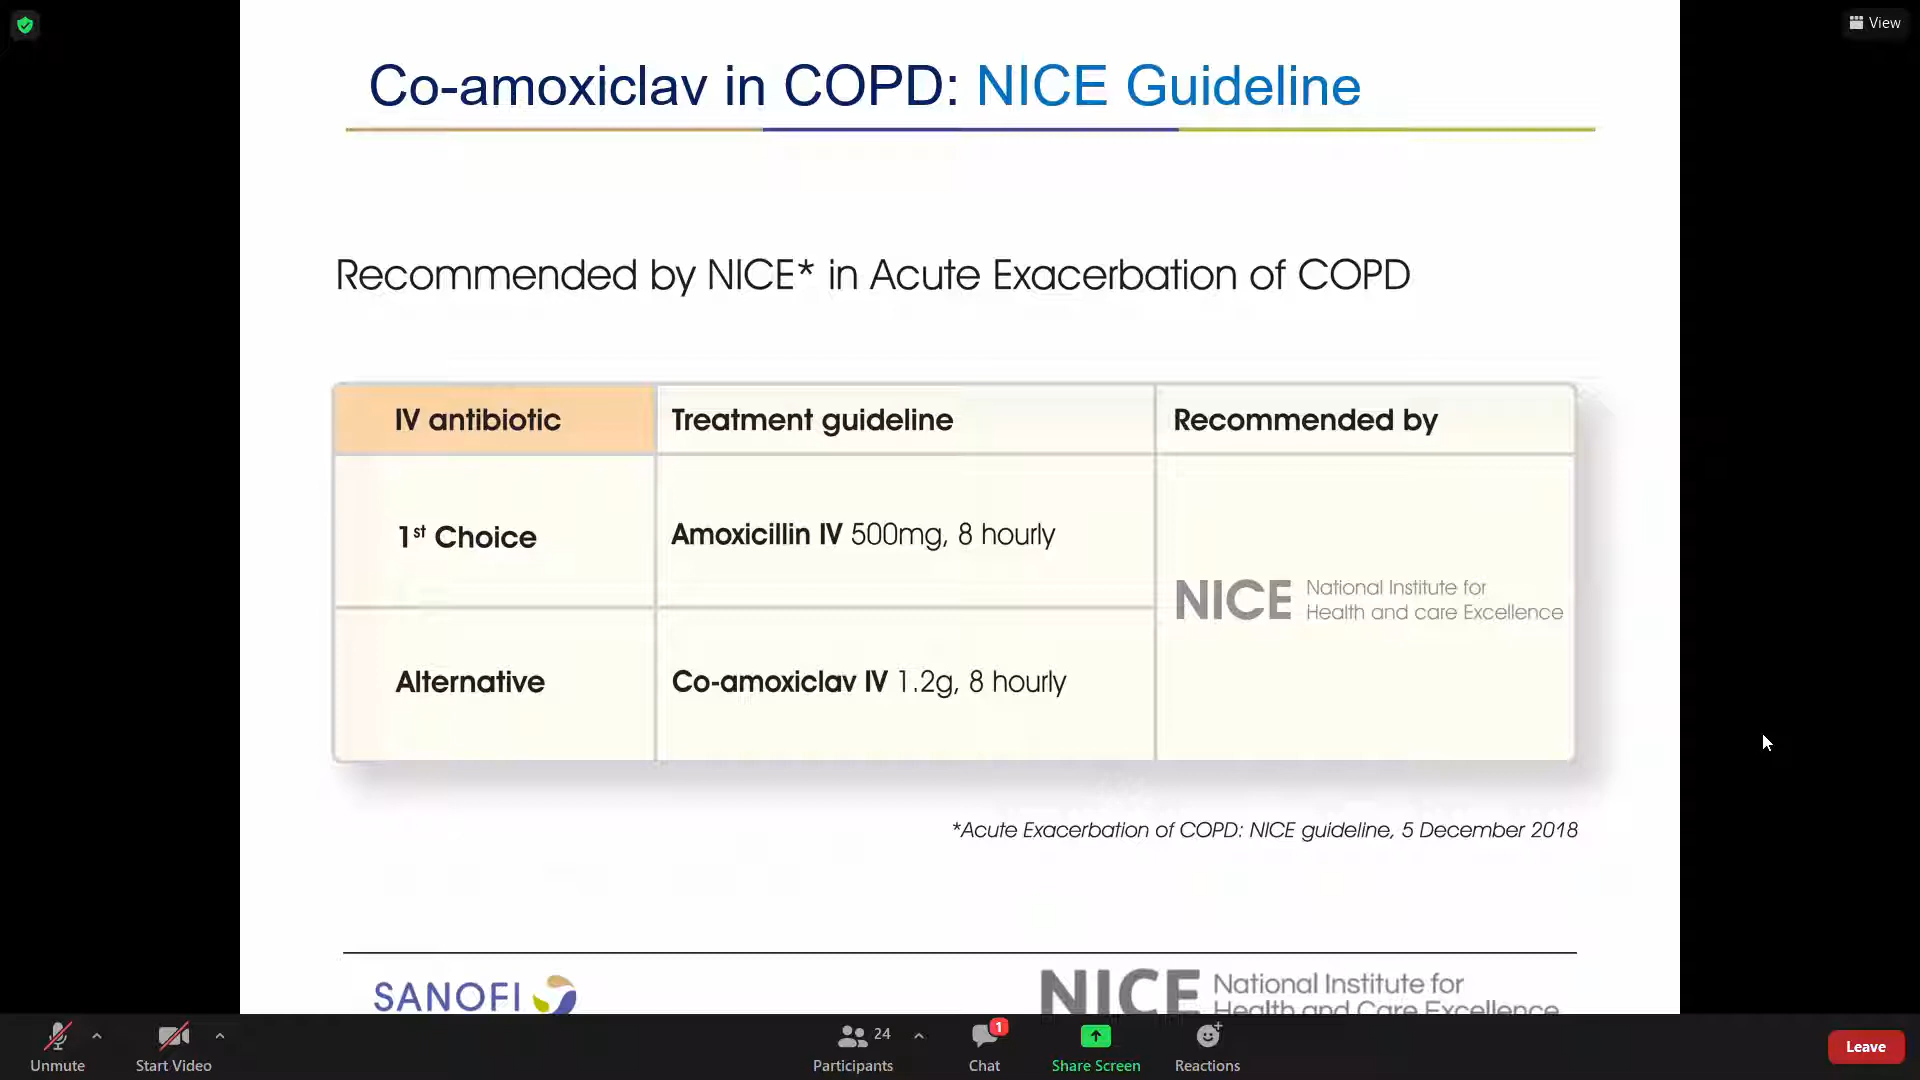 View
Co-amoxiclav in COPD: NICE Guideline
Recommended by NICE* in Acute Exacerbation of COPD
IV antibiotic
Treatment guideline
Recommended by
1st Choice
Amoxicillin IV 500mg, 8 hourly
NICE National Institute for
Health and care Excellence
Alternative
Co-amoxiclav IV 1.2g, 8 hourly
*Acute Exacerbation of COPD: NICE guideline, 5 December 2018
SANOFI
NICE National Institute for
Health and Care Excellence
24
1
Unmute
Start Video
Participants
Chat
Share Screen
Reactions
Leave